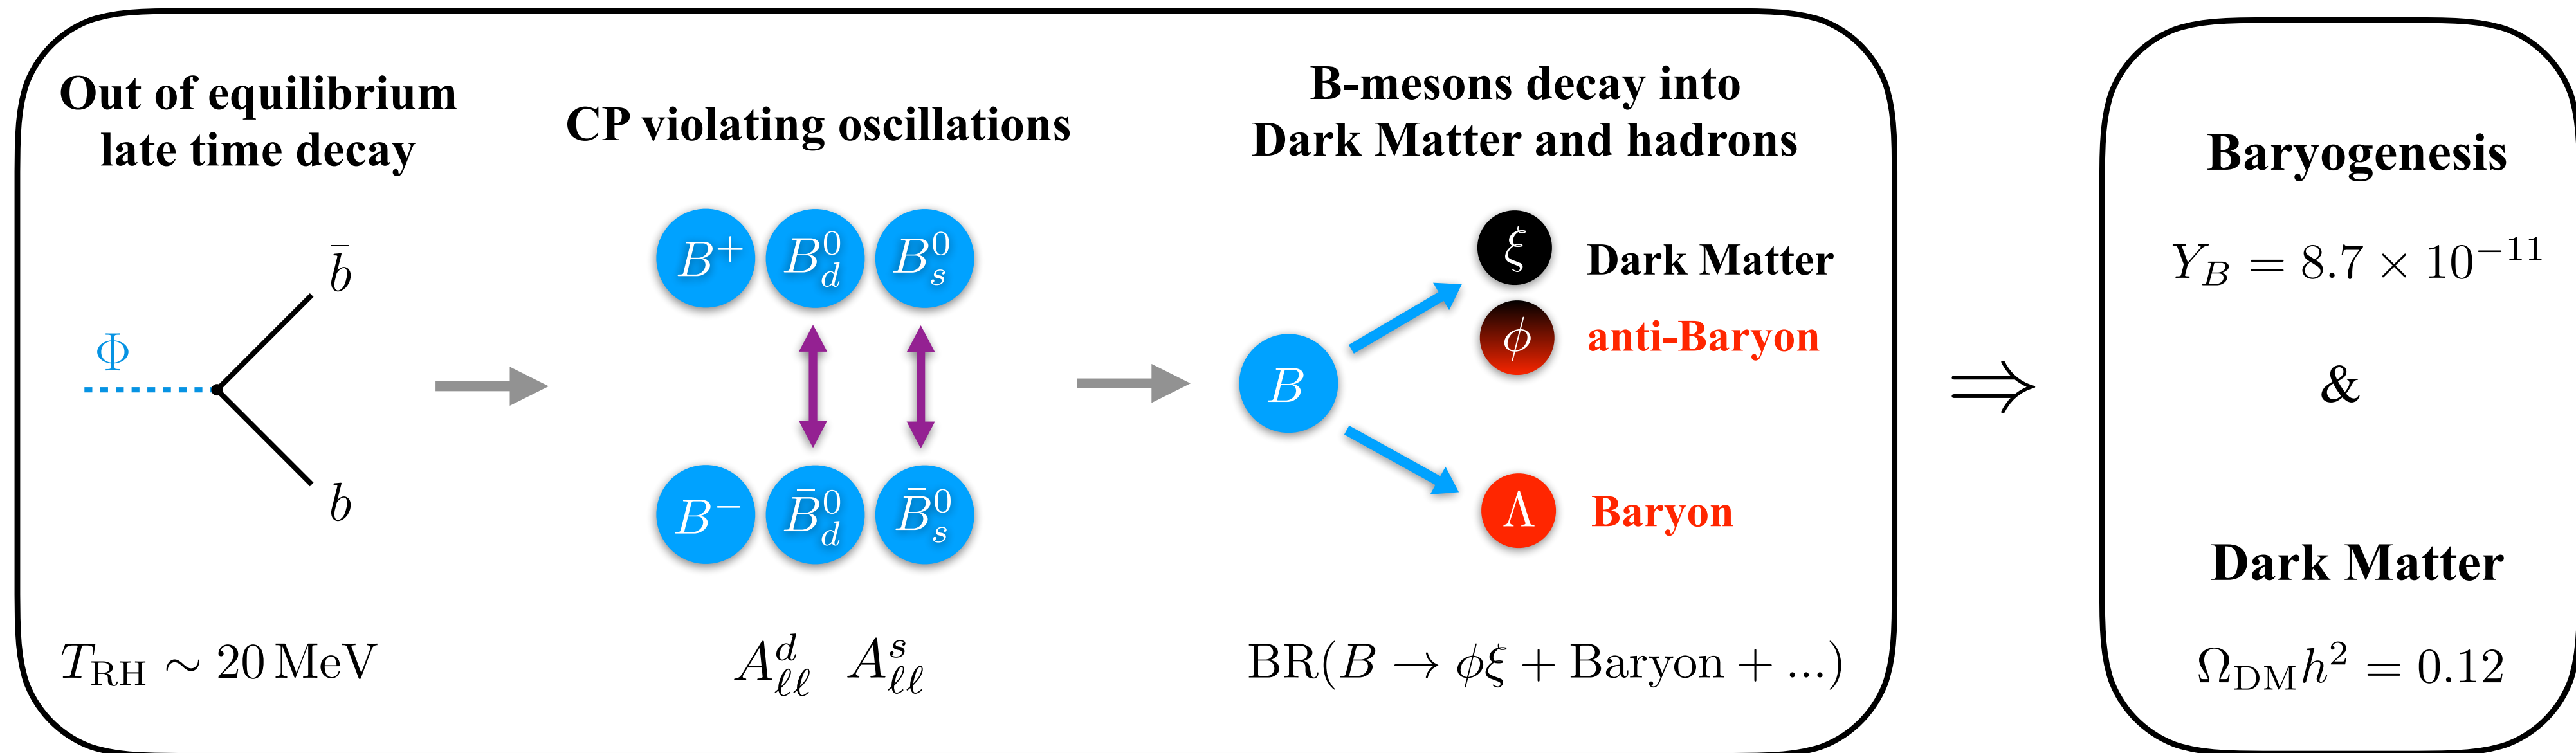 Out of equilibrium
late time decay
Φ
b̄
b
T_RH ∼ 20 MeV
CP violating oscillations
B⁺ B⁰_d B⁰_s
B⁻ B̄⁰_d B̄⁰_s
A^d_ℓℓ A^s_ℓℓ
B-mesons decay into
Dark Matter and hadrons
B
ξ Dark Matter
ϕ anti-Baryon
Λ Baryon
BR(B → ϕξ + Baryon + ...)
⇒
Baryogenesis
Y_B = 8.7 × 10⁻¹¹
&
Dark Matter
Ω_DM h² = 0.12